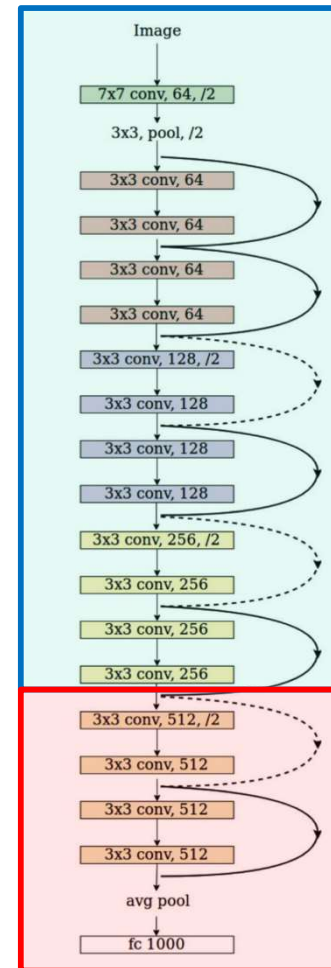 Image
7x7 conv, 64, /2
3x3, pool, /2
3x3 conv, 64
3x3 conv, 64
3x3 conv, 64
3x3 conv, 64
3x3 conv, 128, /2
3x3 conv, 128
3x3 conv, 128
3x3 conv, 128
3x3 conv, 256, /2
3x3 conv, 256
3x3 conv, 256
3x3 conv, 256
3x3 conv, 512, /2
3x3 conv, 512
3x3 conv, 512
3x3 conv, 512
avg pool
fc 1000